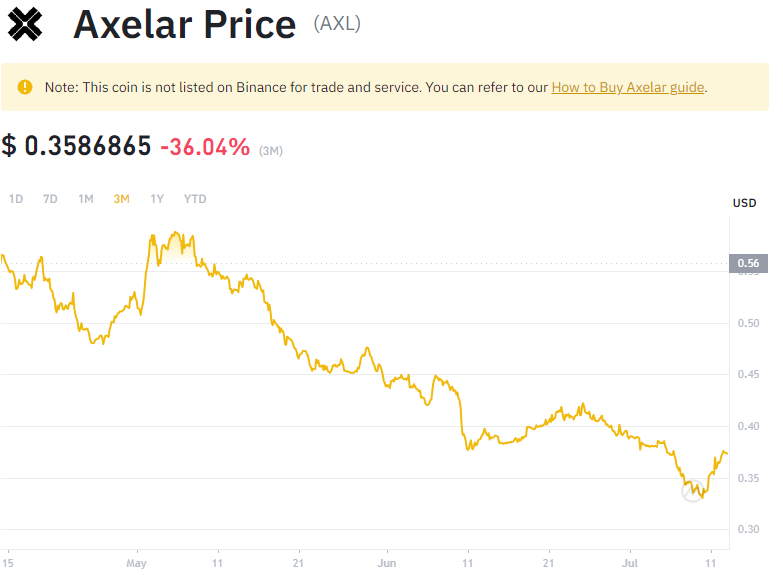 Axelar Price (AXL)
Note: This coin is not listed on Binance for trade and service. You can refer to our How to Buy Axelar guide.
$ 0.3586865 -36.04% (3M)
1D 7D 1M 3M 1Y YTD
USD
0.56
0.55
0.50
0.45
0.40
0.35
0.30
15 May 11 21 Jun 11 21 Jul 11